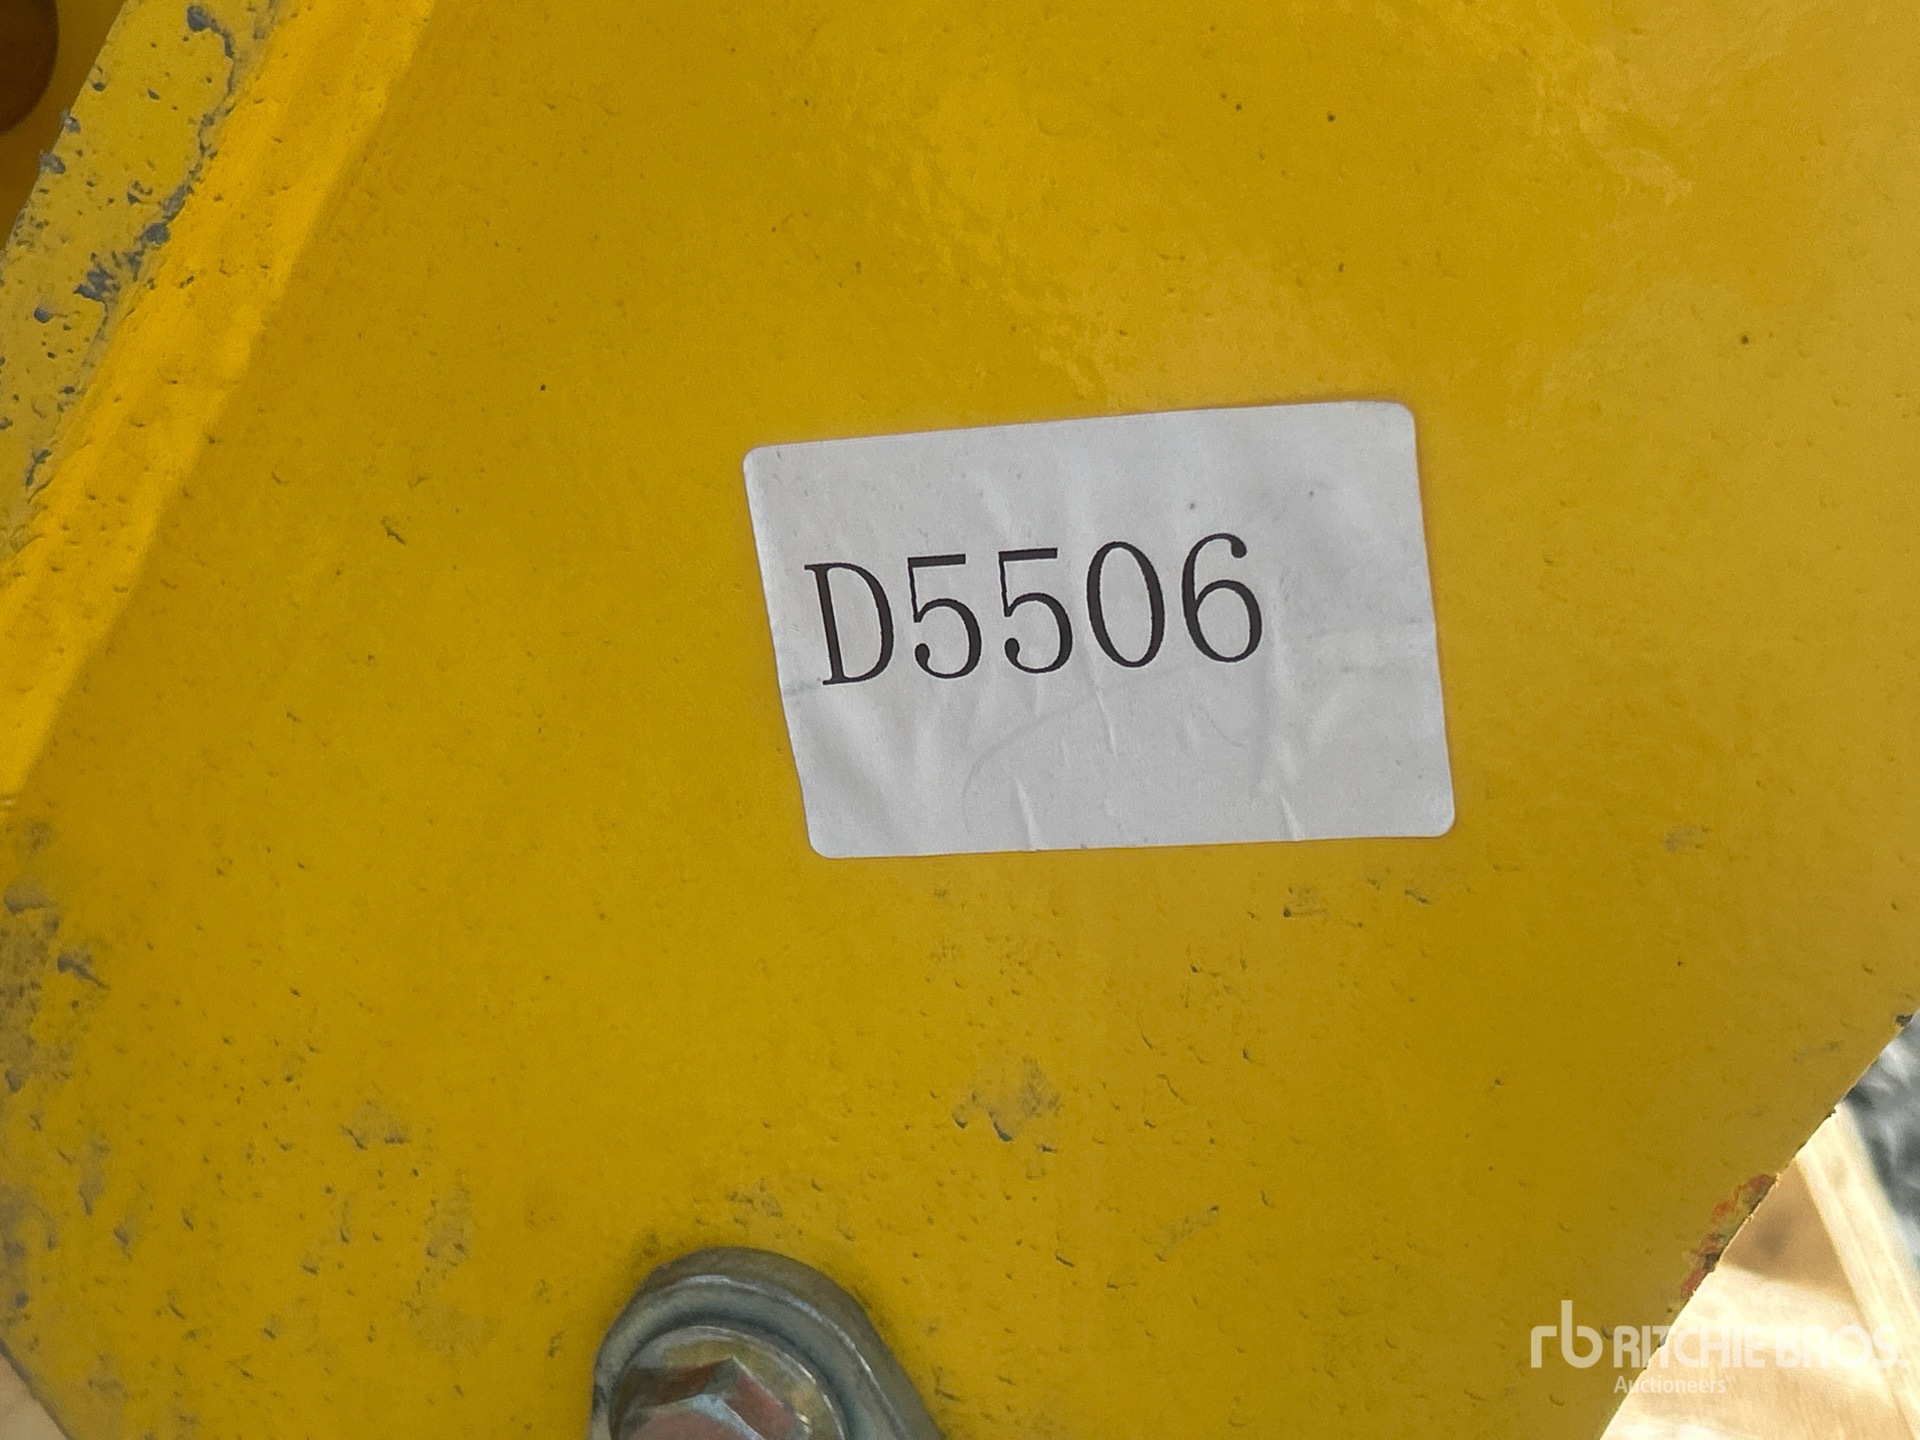 D5506
rb RITCHIE BROS.
Auctioneers